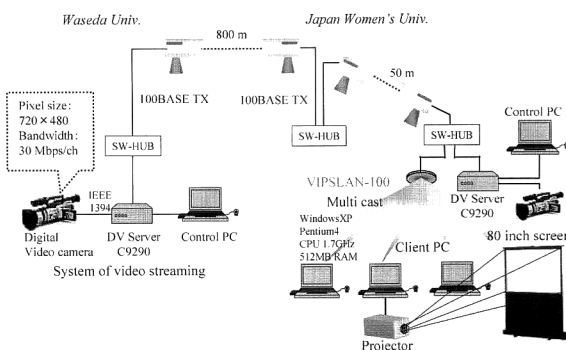 Waseda Univ.
Japan Women's Univ.
800 m
50 m
100BASE TX
100BASE TX
Pixel size:
720 × 480
Bandwidth:
30 Mbps/ch
SW-HUB
SW-HUB
SW-HUB
Control PC
IEEE
1394
VIPSLAN-100
Multi cast
DV Server
C9290
Digital
Video camera
DV Server
C9290
Control PC
WindowsXP
Pentium4
CPU 1.7GHz
512MB RAM
Client PC
80 inch screen
System of video streaming
Projector